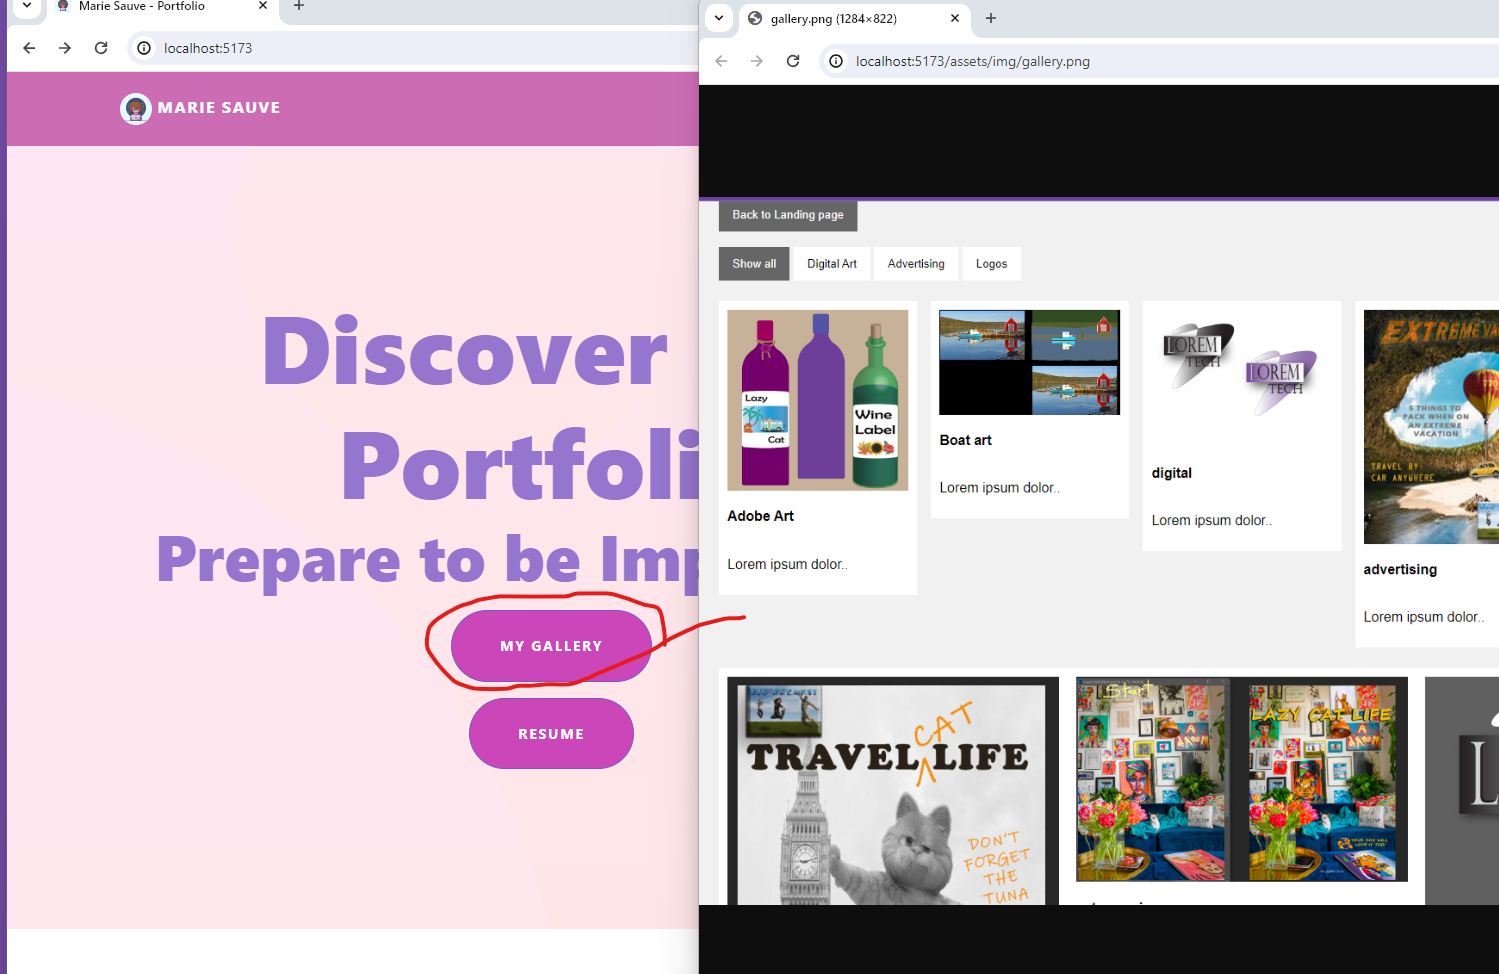 Marie Sauve - Portfolio
localhost:5173
MARIE SAUVE
Discover
Portfoli
Prepare to be Imp
MY GALLERY
RESUME
gallery.png (1284×822)
localhost:5173/assets/img/gallery.png
Back to Landing page
Show all
Digital Art
Advertising
Logos
Lazy
Cat
Wine
Label
Adobe Art
Lorem ipsum dolor..
Boat art
Lorem ipsum dolor..
LOREM
TECH
LOREM
TECH
digital
Lorem ipsum dolor..
EXTREME VA
5 THINGS TO
PACK WHEN ON
AN EXTREME
VACATION
TRAVEL BY
CAR ANYWHERE
advertising
Lorem ipsum dolor..
CAT
TRAVEL LIFE
DON'T
FORGET
THE
TUNA
Start
LAZY CAT LIFE